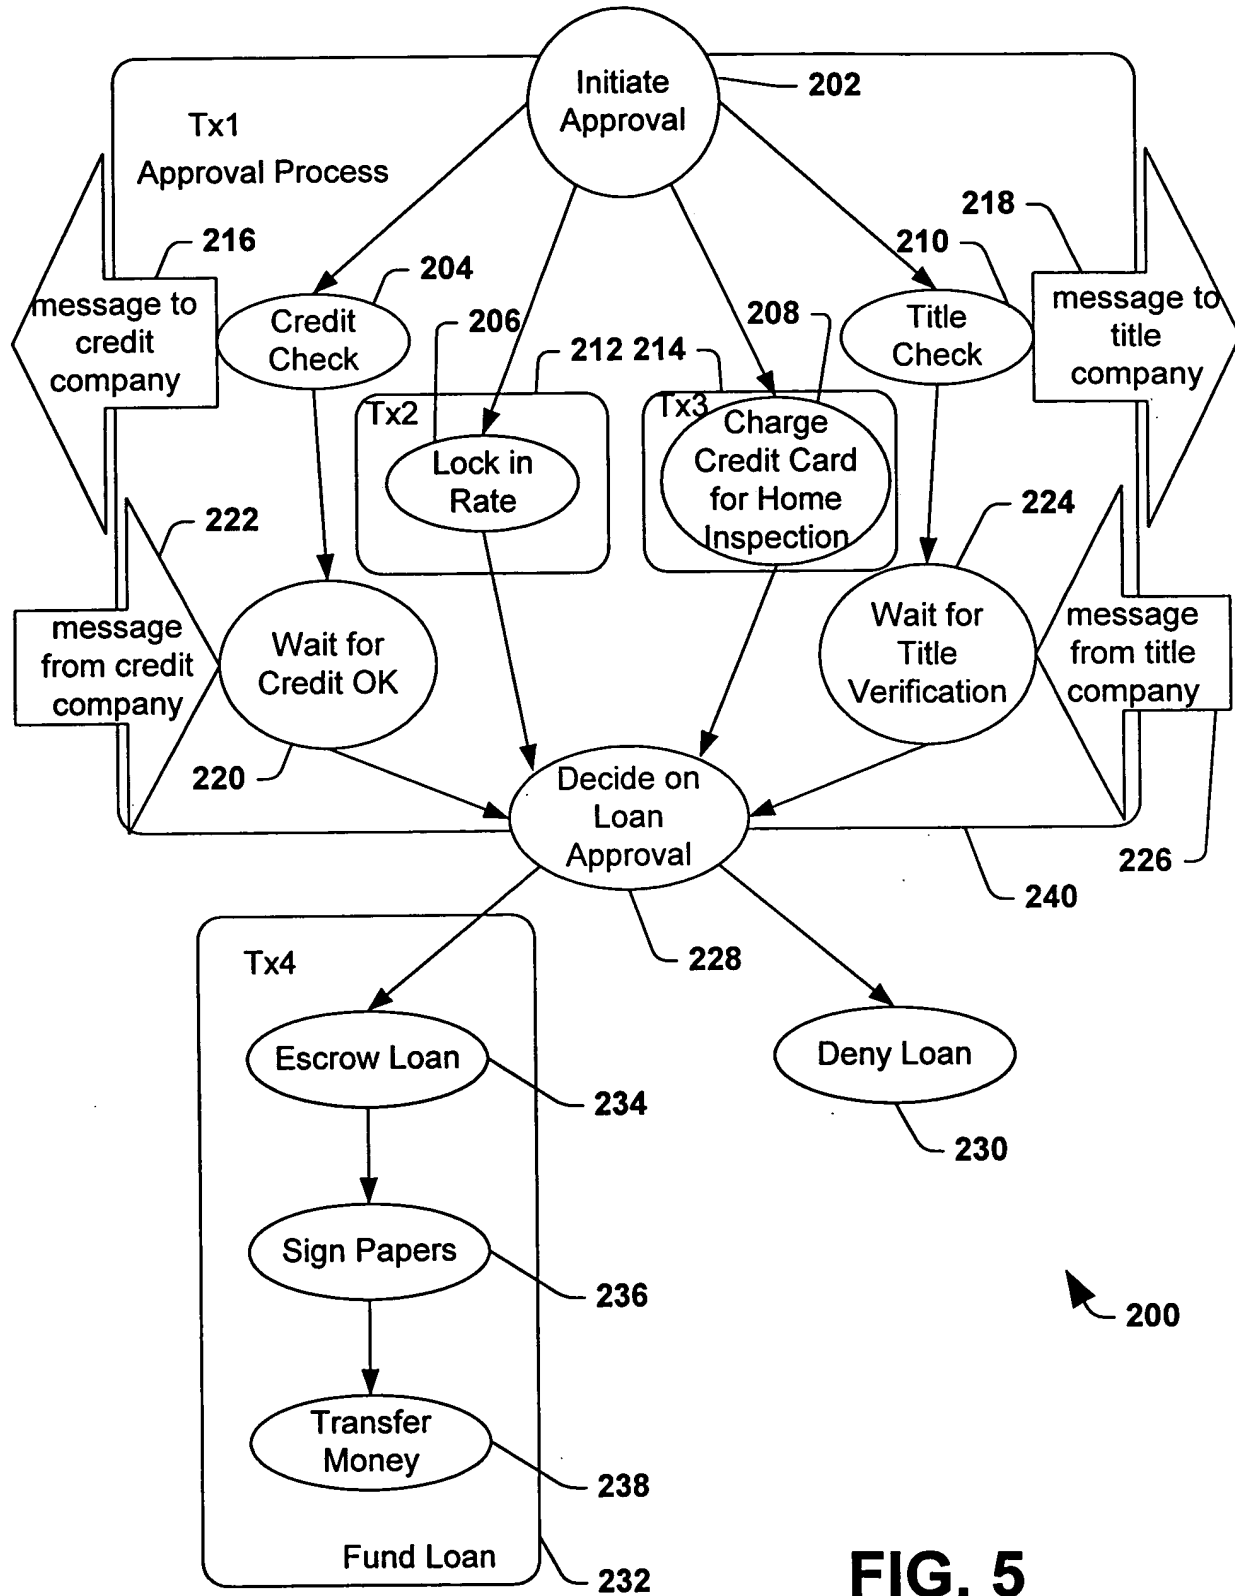 Initiate
Approval
202
Tx1
Approval Process
218
216
210
204
message to
credit
company
Credit
Check
206
208
Title
Check
message to
title
company
212 214
Tx2
Tx3
Lock in
Rate
Charge
Credit Card
for Home
Inspection
222
224
message
from credit
company
Wait for
Credit OK
Wait for
Title
Verification
message
from title
company
220
Decide on
Loan
Approval
226
240
228
Tx4
Escrow Loan
Deny Loan
234
230
Sign Papers
236
200
Transfer
Money
238
Fund Loan
232
FIG. 5